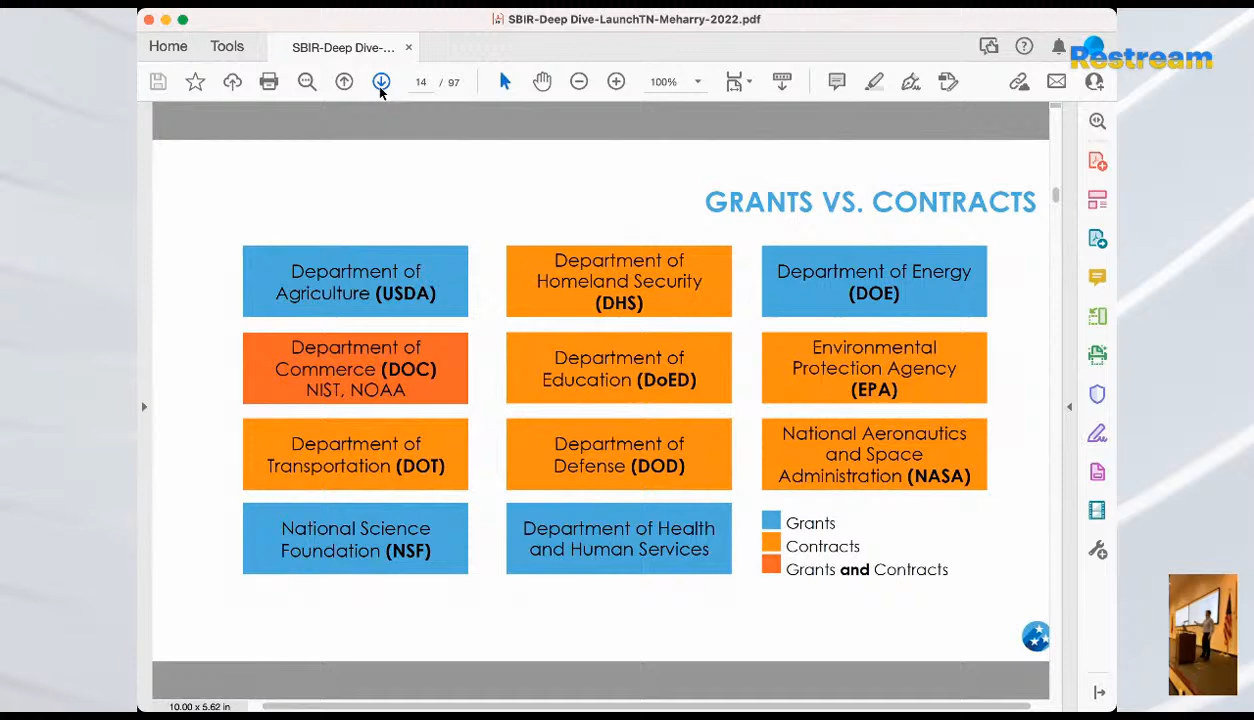 SBIR-Deep Dive-LaunchTN-Meharry-2022.pdf
Home
Tools
SBIR-Deep Dive-... ×
Restream
14 / 97
100%
GRANTS VS. CONTRACTS
Department of
Agriculture (USDA)
Department of
Homeland Security
(DHS)
Department of Energy
(DOE)
Department of
Commerce (DOC)
NIST, NOAA
Department of
Education (DoED)
Environmental
Protection Agency
(EPA)
Department of
Transportation (DOT)
Department of
Defense (DOD)
National Aeronautics
and Space
Administration (NASA)
National Science
Foundation (NSF)
Department of Health
and Human Services
Grants
Contracts
Grants and Contracts
10.00 x 5.62 in